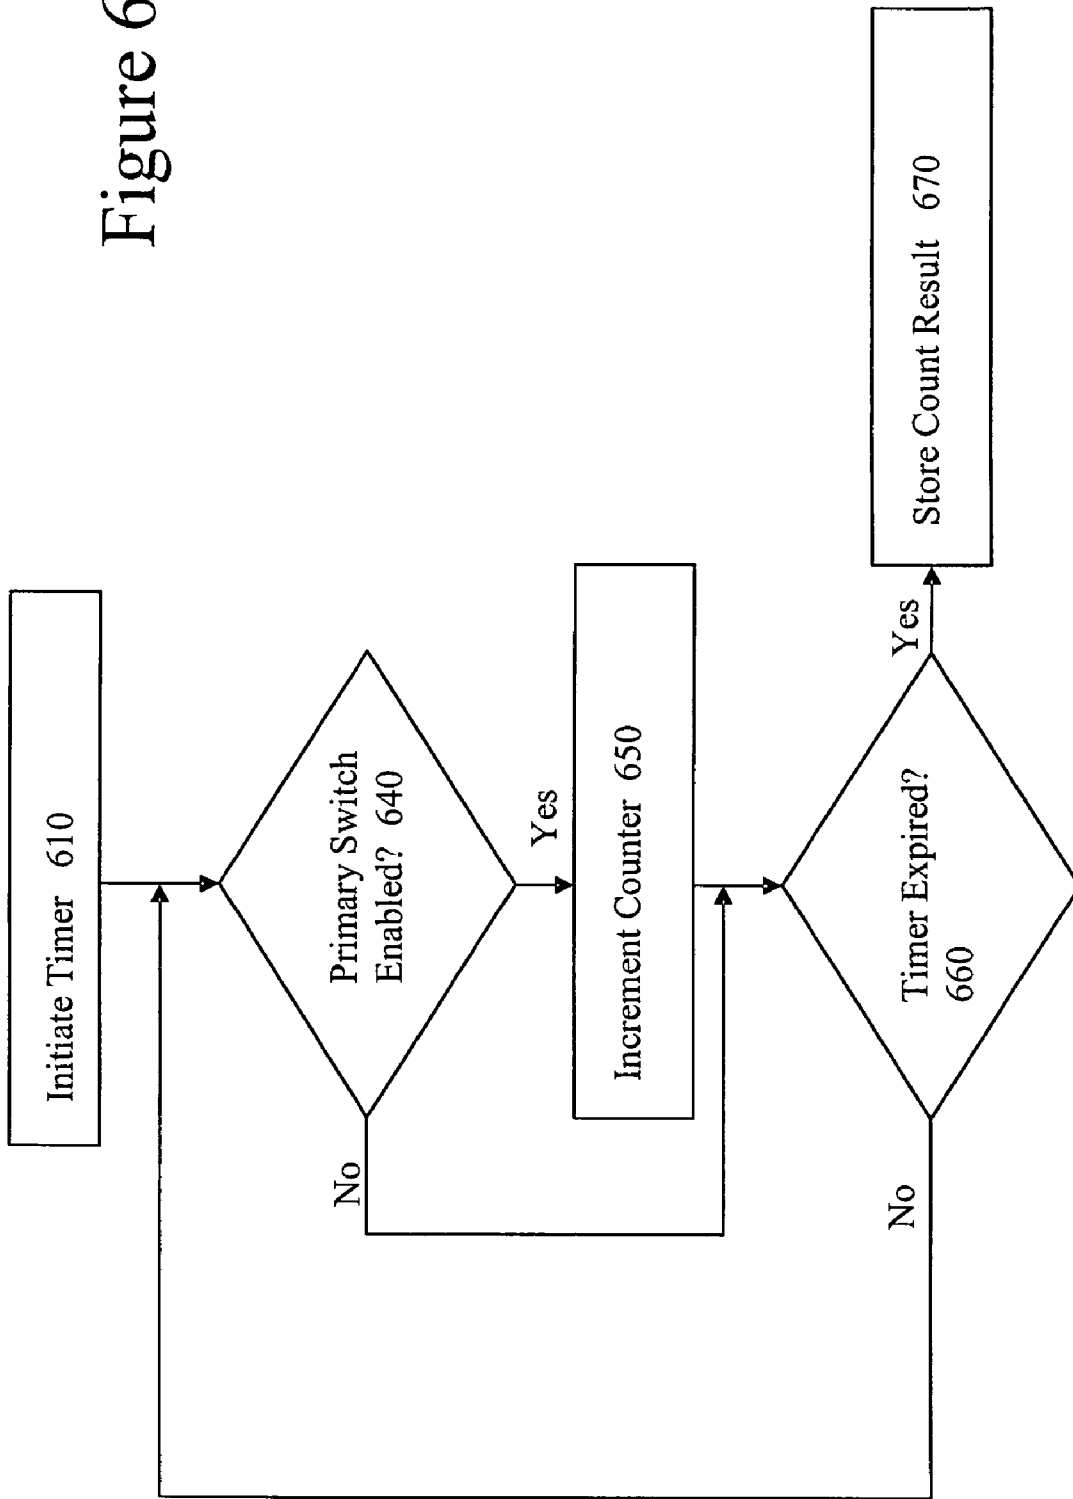 Figure 6
Initiate Timer 610
Primary Switch
Enabled? 640
No
Yes
Increment Counter 650
Timer Expired?
660
No
Yes
Store Count Result 670